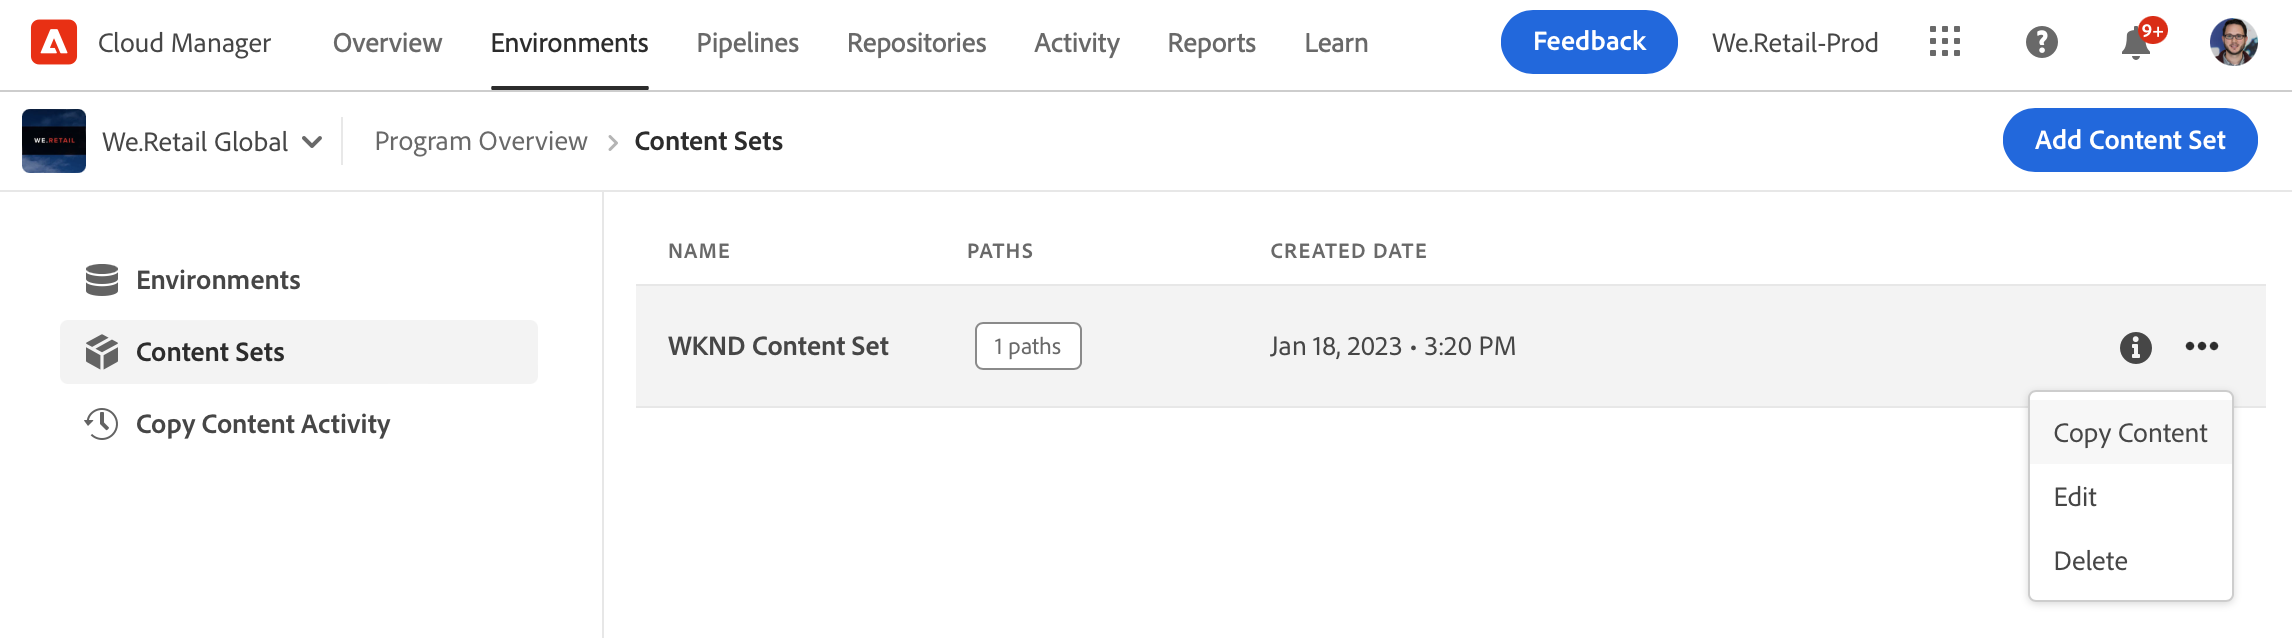 Cloud Manager Overview Environments Pipelines Repositories Activity Reports Learn Feedback We.Retail-Prod 9+
WE.RETAIL We.Retail Global Program Overview Content Sets Add Content Set
Environments
Content Sets
Copy Content Activity
NAME PATHS CREATED DATE
WKND Content Set 1 paths Jan 18, 2023 • 3:20 PM
Copy Content
Edit
Delete